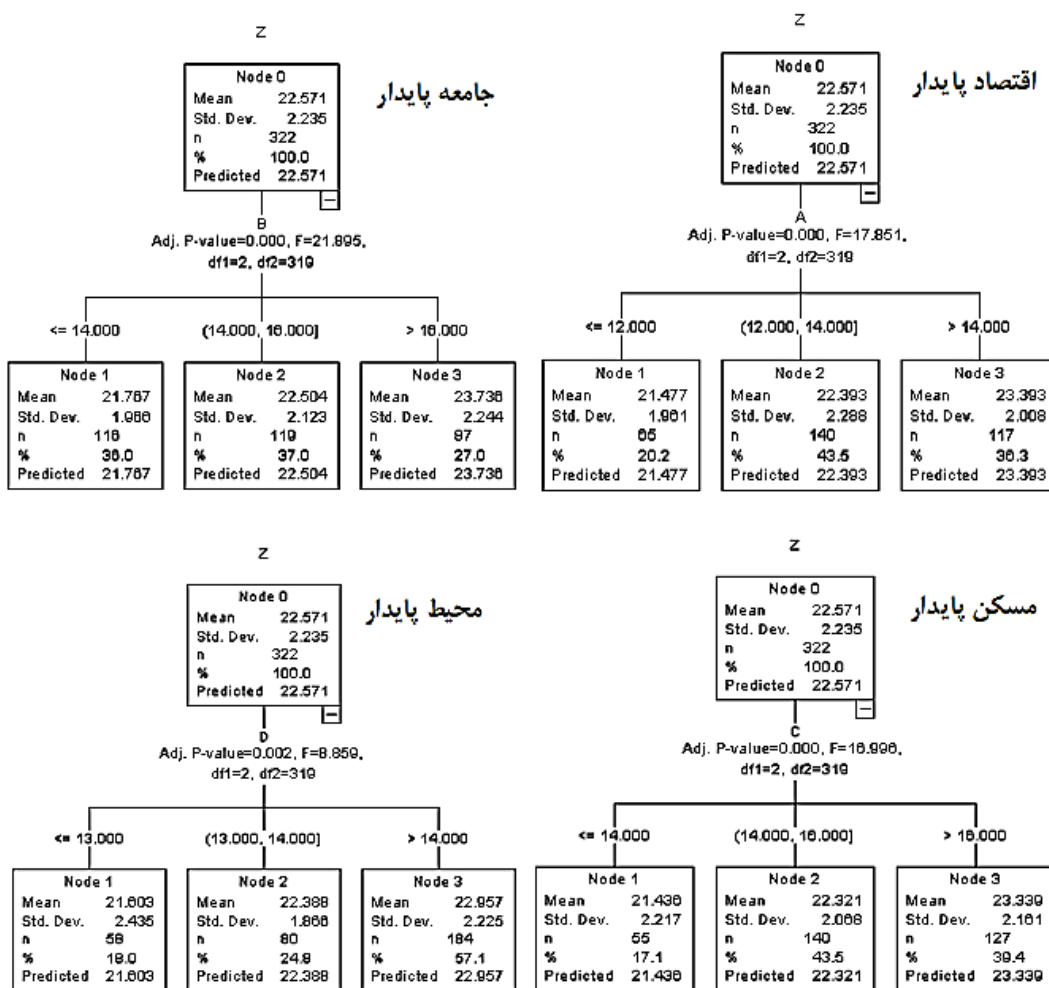 Z
جامعه پایدار
Node 0
Mean 22.571
Std. Dev. 2.235
n 322
% 100.0
Predicted 22.571
B
Adj. P-value=0.000, F=21.895,
df1=2, df2=319
<= 14.000
(14.000, 16.000]
> 16.000
Node 1
Mean 21.767
Std. Dev. 1.986
n 116
% 36.0
Predicted 21.767
Node 2
Mean 22.504
Std. Dev. 2.123
n 119
% 37.0
Predicted 22.504
Node 3
Mean 23.736
Std. Dev. 2.244
n 87
% 27.0
Predicted 23.736
Z
اقتصاد پایدار
Node 0
Mean 22.571
Std. Dev. 2.235
n 322
% 100.0
Predicted 22.571
A
Adj. P-value=0.000, F=17.851,
df1=2, df2=319
<= 12.000
(12.000, 14.000]
> 14.000
Node 1
Mean 21.477
Std. Dev. 1.961
n 65
% 20.2
Predicted 21.477
Node 2
Mean 22.393
Std. Dev. 2.288
n 140
% 43.5
Predicted 22.393
Node 3
Mean 23.393
Std. Dev. 2.008
n 117
% 36.3
Predicted 23.393
Z
محیط پایدار
Node 0
Mean 22.571
Std. Dev. 2.235
n 322
% 100.0
Predicted 22.571
D
Adj. P-value=0.002, F=8.859,
df1=2, df2=319
<= 13.000
(13.000, 14.000]
> 14.000
Node 1
Mean 21.603
Std. Dev. 2.435
n 58
% 18.0
Predicted 21.603
Node 2
Mean 22.388
Std. Dev. 1.866
n 80
% 24.8
Predicted 22.388
Node 3
Mean 22.957
Std. Dev. 2.225
n 184
% 57.1
Predicted 22.957
Z
مسکن پایدار
Node 0
Mean 22.571
Std. Dev. 2.235
n 322
% 100.0
Predicted 22.571
C
Adj. P-value=0.000, F=16.996,
df1=2, df2=319
<= 14.000
(14.000, 16.000]
> 16.000
Node 1
Mean 21.436
Std. Dev. 2.217
n 55
% 17.1
Predicted 21.436
Node 2
Mean 22.321
Std. Dev. 2.068
n 140
% 43.5
Predicted 22.321
Node 3
Mean 23.339
Std. Dev. 2.161
n 127
% 39.4
Predicted 23.339